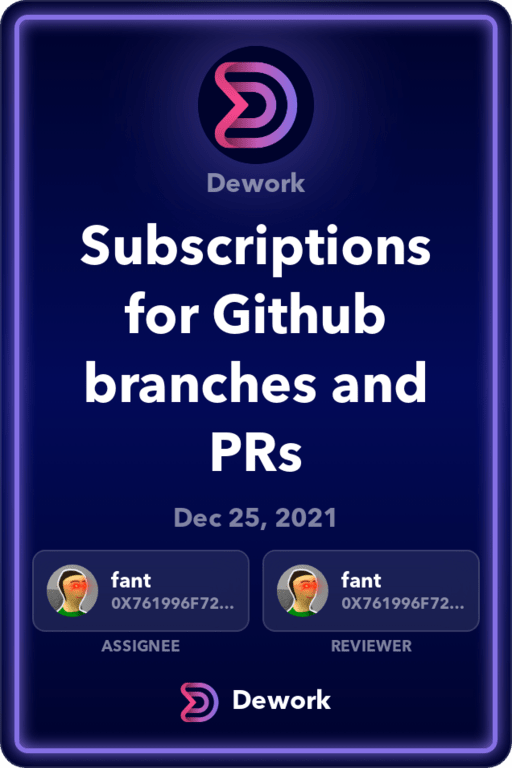 Dework
Subscriptions
for Github
branches and
PRs
Dec 25, 2021
fant
0X761996F72...
ASSIGNEE
fant
0X761996F72...
REVIEWER
Dework